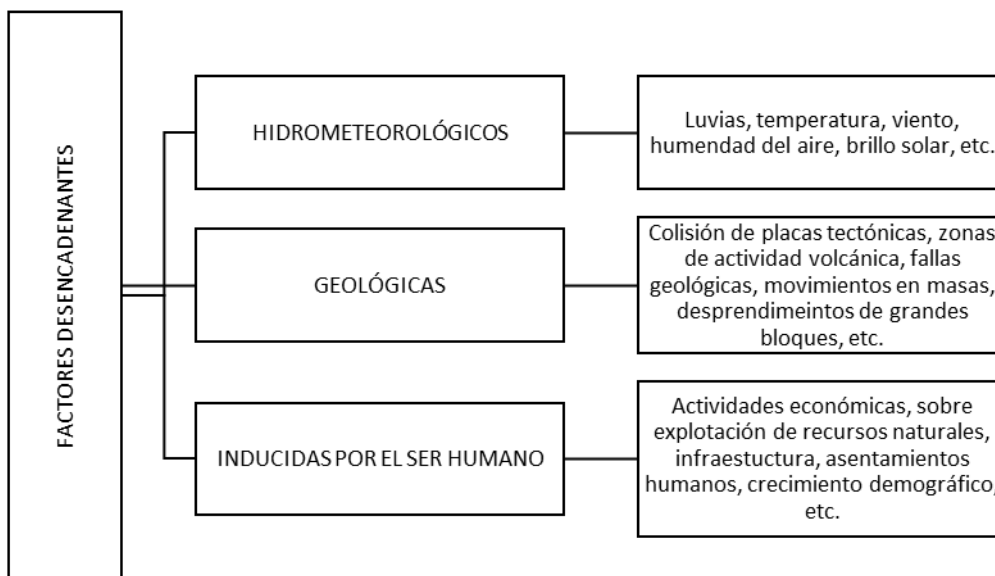 FACTORES DESENCADENANTES
HIDROMETEOROLÓGICOS
Luvias, temperatura, viento,
humendad del aire, brillo solar, etc.
GEOLÓGICAS
Colisión de placas tectónicas, zonas
de actividad volcánica, fallas
geológicas, movimientos en masas,
desprendimeintos de grandes
bloques, etc.
INDUCIDAS POR EL SER HUMANO
Actividades económicas, sobre
explotación de recursos naturales,
infraestuctura, asentamientos
humanos, crecimiento demográfico,
etc.